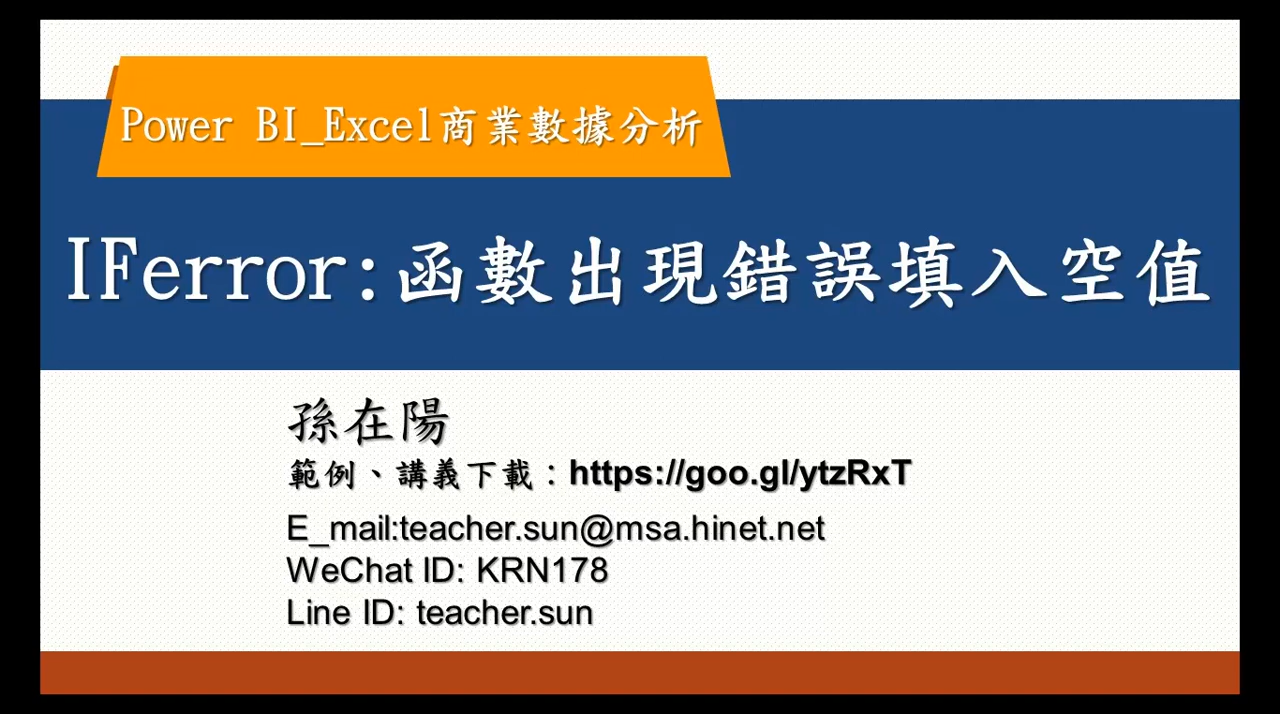 Power BI_Excel商業數據分析
IFerror:函數出現錯誤填入空值
孫在陽
範例、講義下載：https://goo.gl/ytzRxT
E_mail:teacher.sun@msa.hinet.net
WeChat ID: KRN178
Line ID: teacher.sun